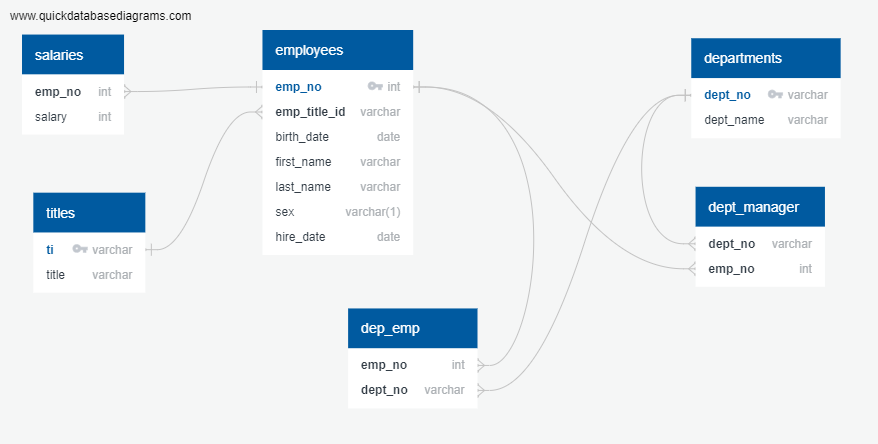 www.quickdatabasediagrams.com
salaries
emp_no int
salary int
employees
emp_no int
emp_title_id varchar
birth_date date
first_name varchar
last_name varchar
sex varchar(1)
hire_date date
departments
dept_no varchar
dept_name varchar
titles
ti varchar
title varchar
dept_manager
dept_no varchar
emp_no int
dep_emp
emp_no int
dept_no varchar